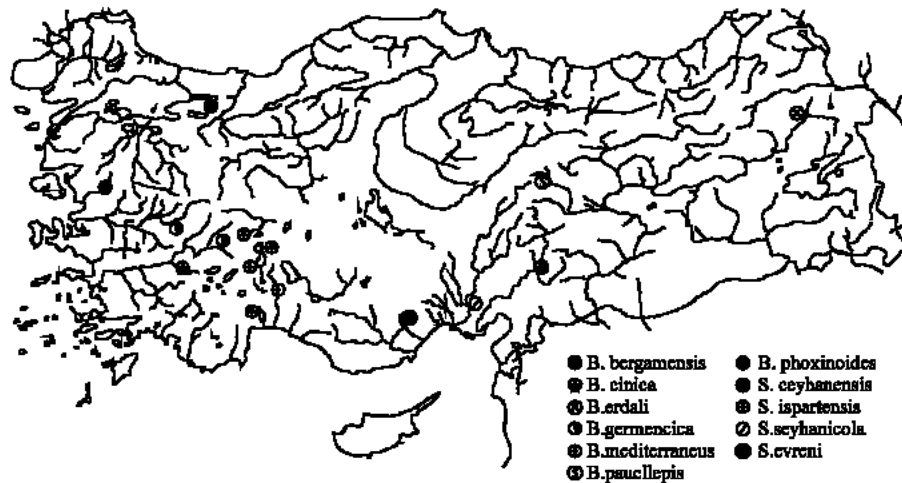 B. bergamensis
B. cinica
B.erdali
B.germencica
B.mediterraneus
B.paucilepis
B. phoxinoides
S. ceyhanensis
S. ispartensis
S.seyhanicola
S.evreni